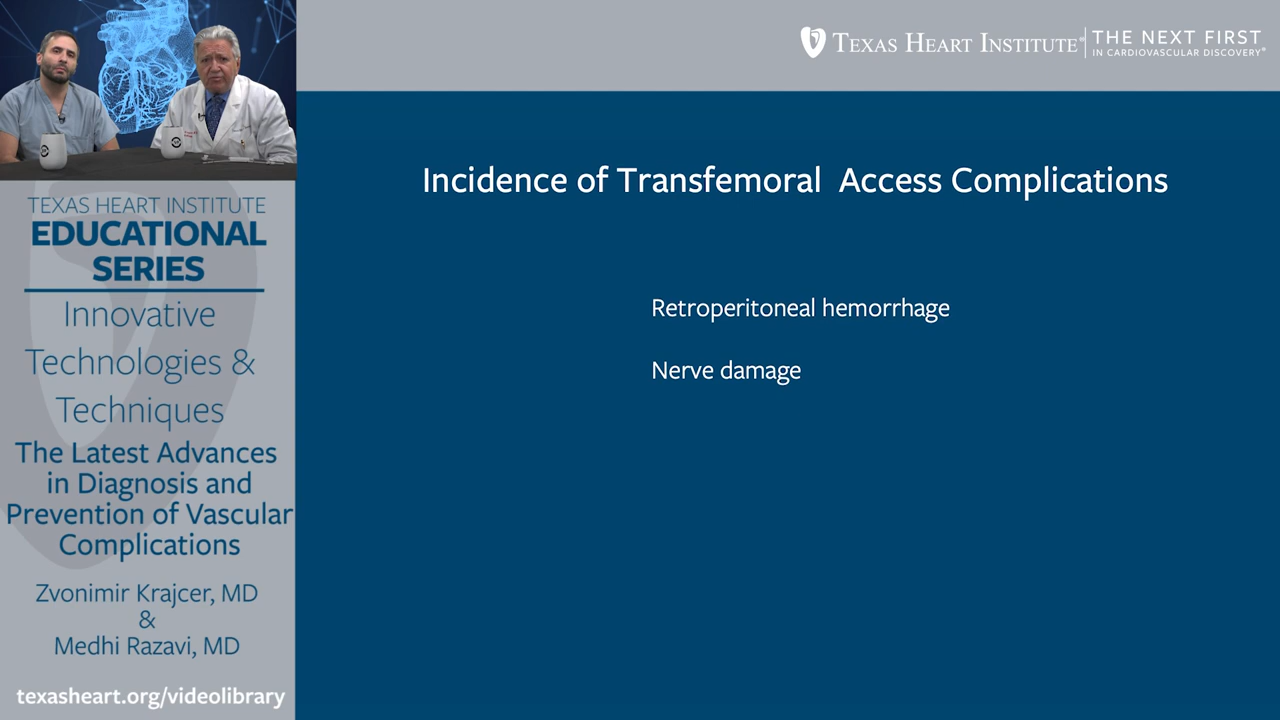 TEXAS HEART INSTITUTE® THE NEXT FIRST
IN CARDIOVASCULAR DISCOVERY®
TEXAS HEART INSTITUTE
EDUCATIONAL
SERIES
Innovative
Technologies &
Techniques
The Latest Advances
in Diagnosis and
Prevention of Vascular
Complications
Zvonimir Krajcer, MD
&
Medhi Razavi, MD
texasheart.org/videolibrary
Incidence of Transfemoral Access Complications
Retroperitoneal hemorrhage
Nerve damage